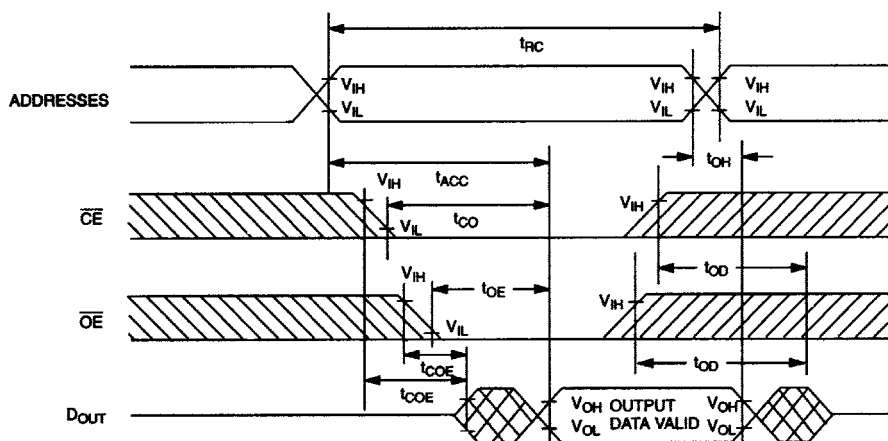 tRC
ADDRESSES
VIH VIH VIH
VIL VIL VIL
tOH
tACC
CE VIH tCO VIH
VIL
tOD
OE VIH tOE VIH
VIL
tCOE tOD
tCOE
DOUT VOH OUTPUT VOH
VOL DATA VALID VOL